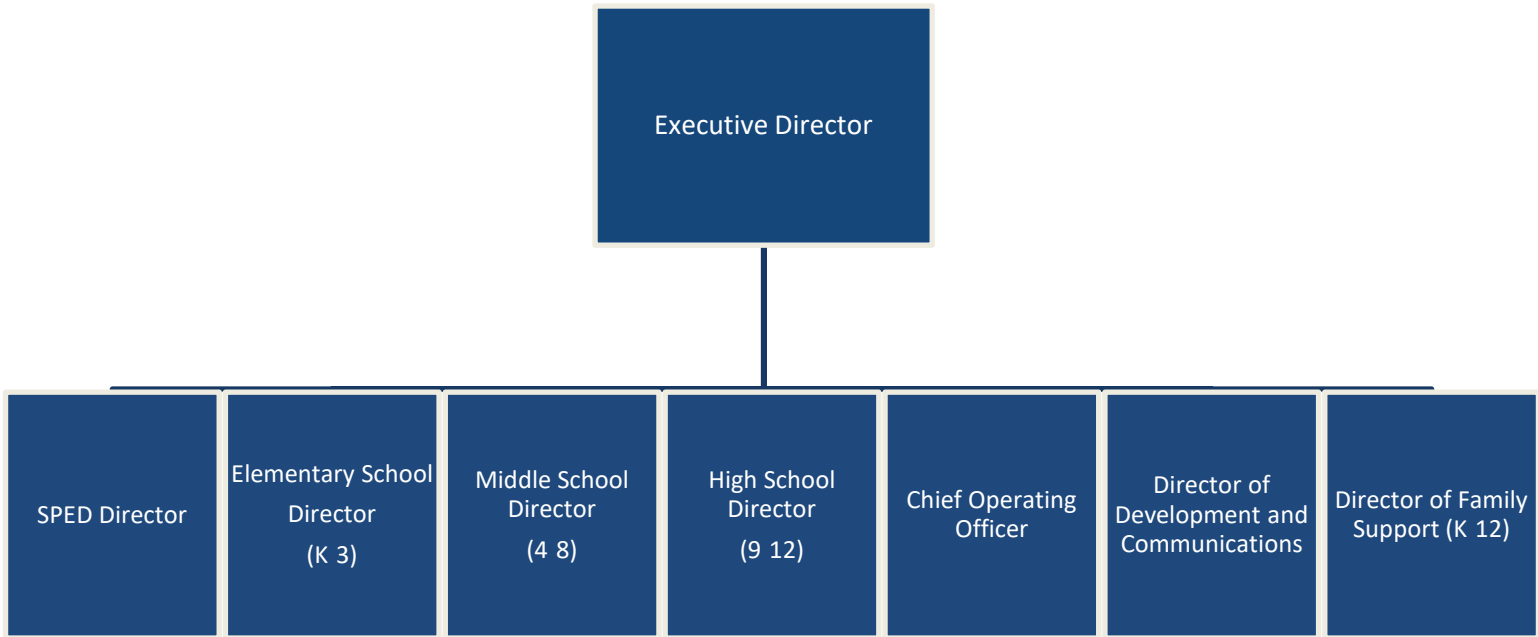 Executive Director
SPED Director
Elementary School
Director
(K 3)
Middle School
Director
(4 8)
High School
Director
(9 12)
Chief Operating
Officer
Director of
Development and
Communications
Director of Family
Support (K 12)